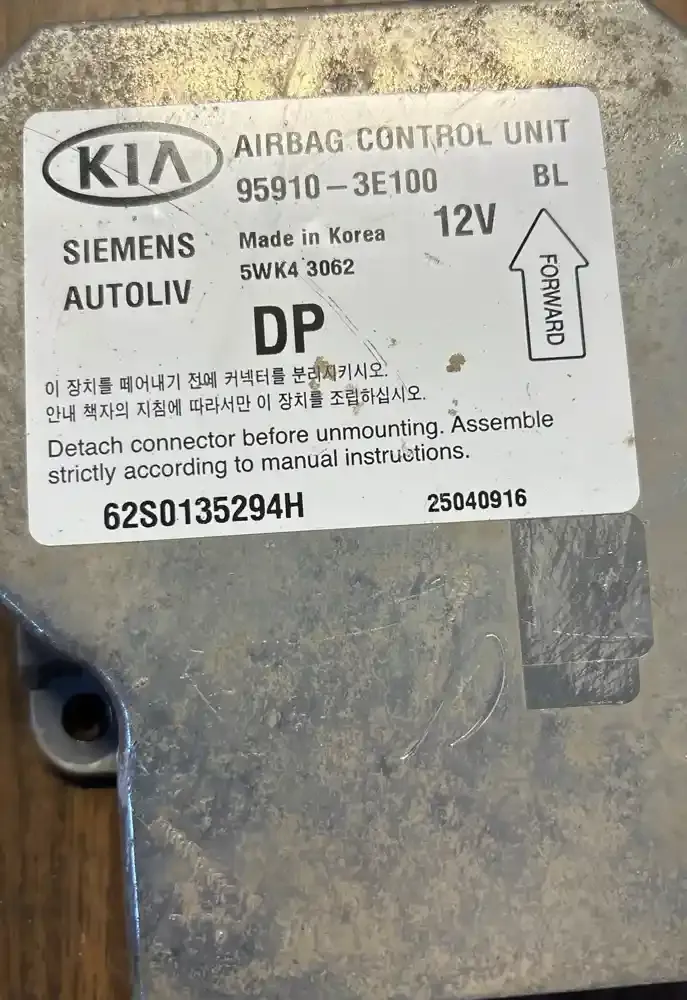 KIA AIRBAG CONTROL UNIT
95910-3E100 BL
SIEMENS Made in Korea 12V
AUTOLIV 5WK4 3062
FORWARD
DP
이 장치를 떼어내기 전에 커넥터를 분리시키시오.
안내 책자의 지침에 따라서만 이 장치를 조립하십시오.
Detach connector before unmounting. Assemble
strictly according to manual instructions.
62S0135294H 25040916